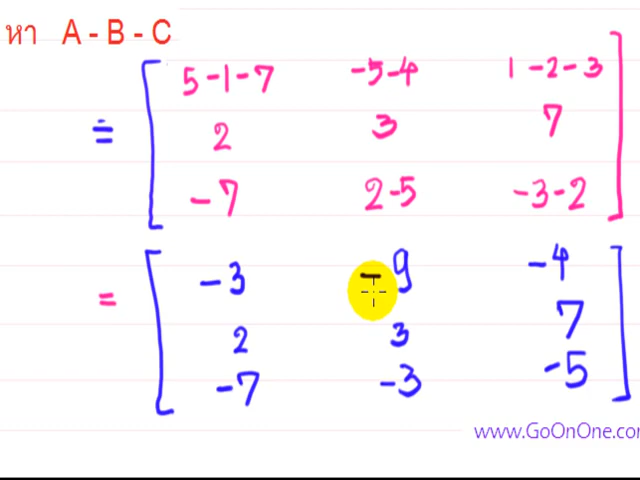 หา A - B - C
= [ 5-1-7 -5-4 1-2-3 ]
2 3 7
-7 2-5 -3-2
= [ -3 -9 -4 ]
2 3 7
-7 -3 -5
www.GoOnOne.com